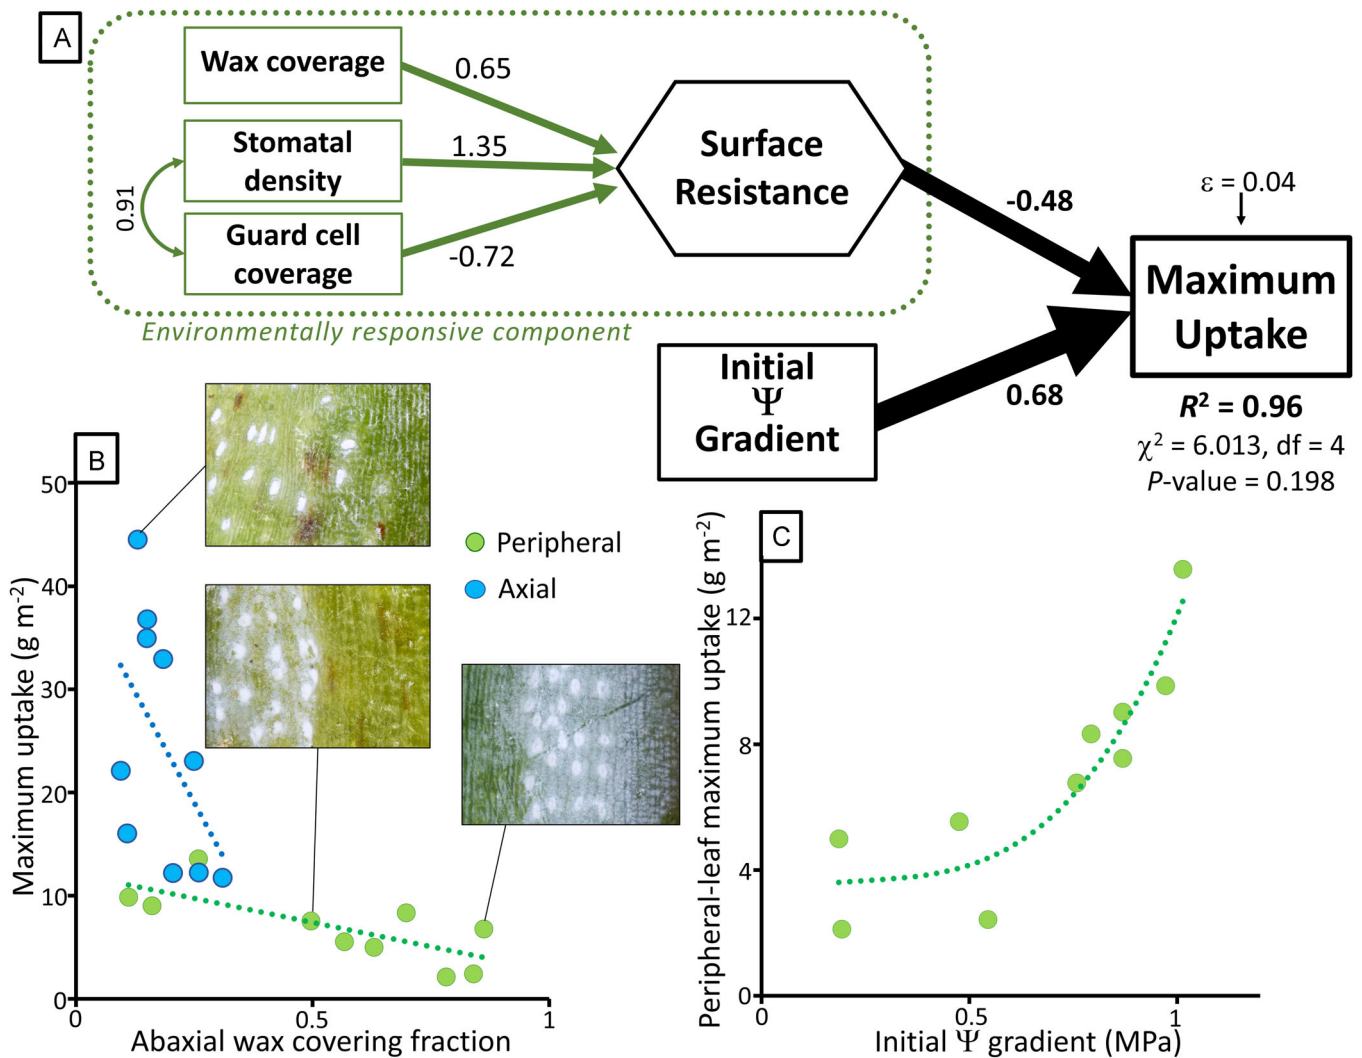 A
Wax coverage
0.65
Stomatal
density
1.35
0.91
Guard cell
coverage
-0.72
Surface
Resistance
Environmentally responsive component
-0.48
ε = 0.04
Maximum
Uptake
Initial
Ψ
Gradient
0.68
R² = 0.96
χ² = 6.013, df = 4
P-value = 0.198
B
50
40
30
20
10
0
0
0.5
1
Maximum uptake (g m⁻²)
Abaxial wax covering fraction
Peripheral
Axial
C
12
8
4
0
0
0.5
1
Peripheral-leaf maximum uptake (g m⁻²)
Initial Ψ gradient (MPa)